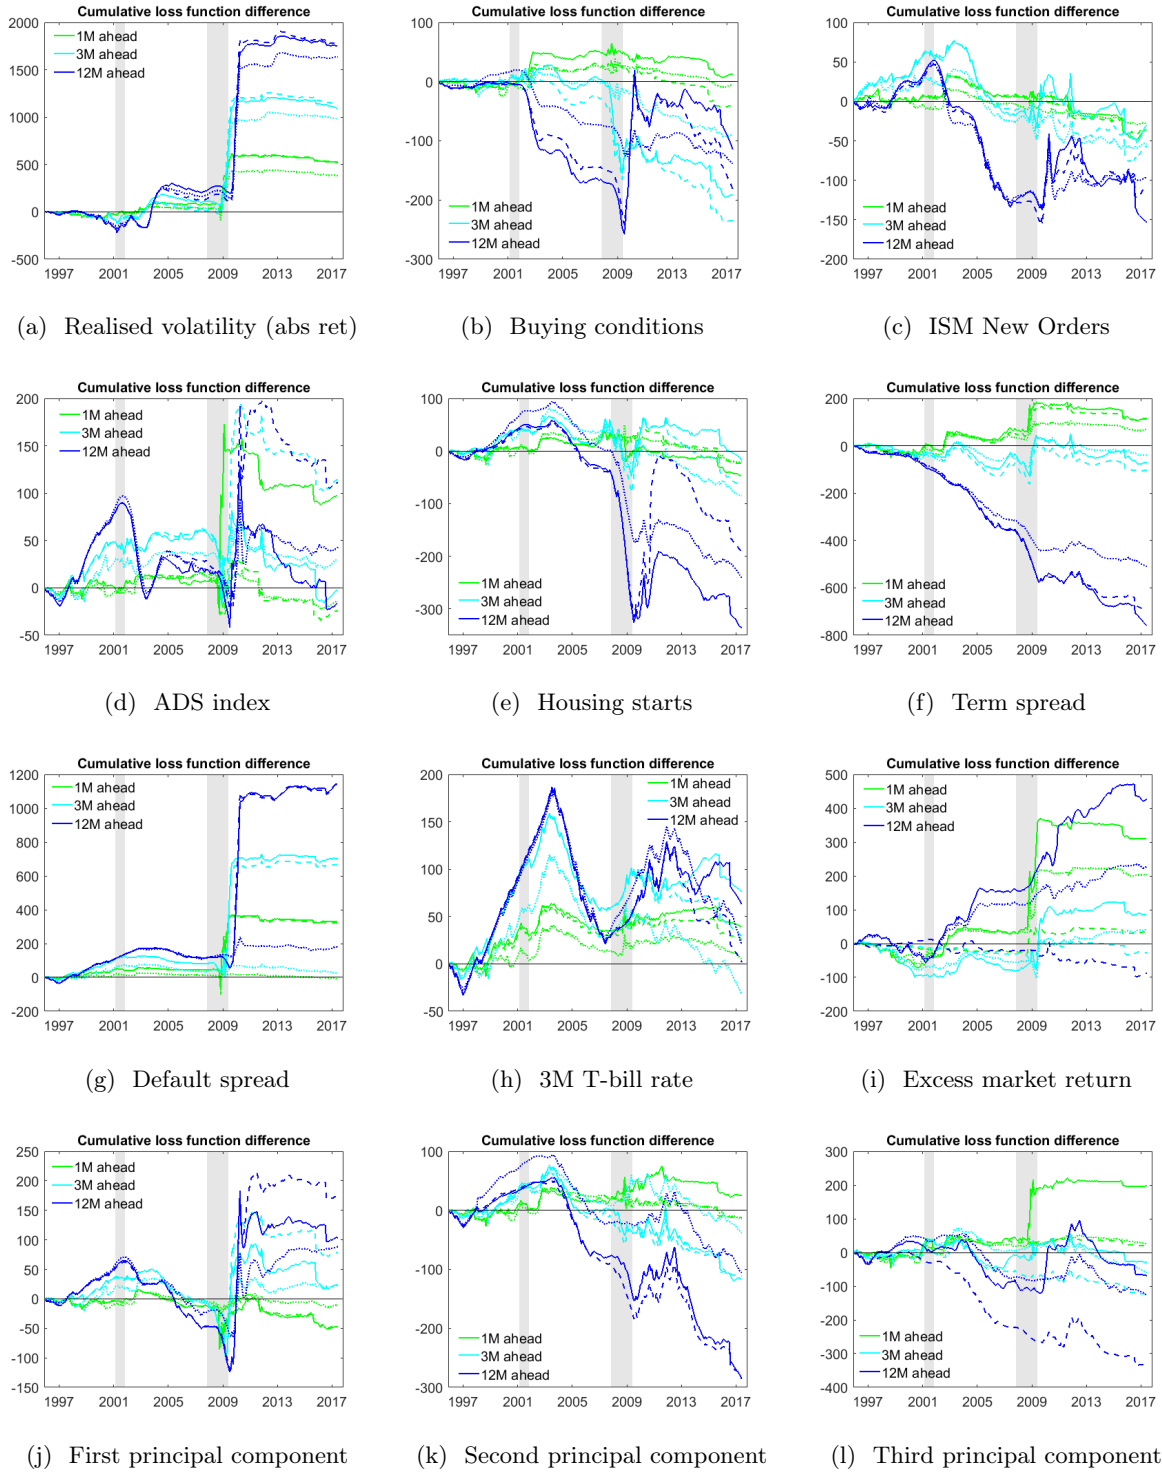 Cumulative loss function difference
2000
1500
1000
500
0
-500
1M ahead
3M ahead
12M ahead
1997 2001 2005 2009 2013 2017
(a) Realised volatility (abs ret)
Cumulative loss function difference
100
0
-100
-200
-300
1M ahead
3M ahead
12M ahead
1997 2001 2005 2009 2013 2017
(b) Buying conditions
Cumulative loss function difference
100
50
0
-50
-100
-150
-200
1M ahead
3M ahead
12M ahead
1997 2001 2005 2009 2013 2017
(c) ISM New Orders
Cumulative loss function difference
200
150
100
50
0
-50
1M ahead
3M ahead
12M ahead
1997 2001 2005 2009 2013 2017
(d) ADS index
Cumulative loss function difference
100
0
-100
-200
-300
1M ahead
3M ahead
12M ahead
1997 2001 2005 2009 2013 2017
(e) Housing starts
Cumulative loss function difference
200
0
-200
-400
-600
-800
1M ahead
3M ahead
12M ahead
1997 2001 2005 2009 2013 2017
(f) Term spread
Cumulative loss function difference
1200
1000
800
600
400
200
0
-200
1M ahead
3M ahead
12M ahead
1997 2001 2005 2009 2013 2017
(g) Default spread
Cumulative loss function difference
200
150
100
50
0
-50
1M ahead
3M ahead
12M ahead
1997 2001 2005 2009 2013 2017
(h) 3M T-bill rate
Cumulative loss function difference
500
400
300
200
100
0
-100
-200
1M ahead
3M ahead
12M ahead
1997 2001 2005 2009 2013 2017
(i) Excess market return
Cumulative loss function difference
250
200
150
100
50
0
-50
-100
-150
1M ahead
3M ahead
12M ahead
1997 2001 2005 2009 2013 2017
(j) First principal component
Cumulative loss function difference
100
0
-100
-200
-300
1M ahead
3M ahead
12M ahead
1997 2001 2005 2009 2013 2017
(k) Second principal component
Cumulative loss function difference
300
200
100
0
-100
-200
-300
-400
1M ahead
3M ahead
12M ahead
1997 2001 2005 2009 2013 2017
(l) Third principal component